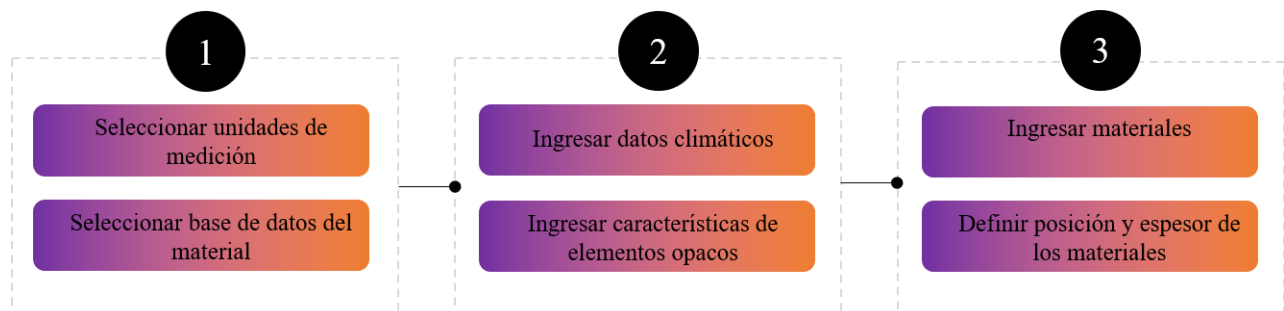 1
Seleccionar unidades de
medición
Seleccionar base de datos del
material
2
Ingresar datos climáticos
Ingresar características de
elementos opacos
3
Ingresar materiales
Definir posición y espesor de
los materiales